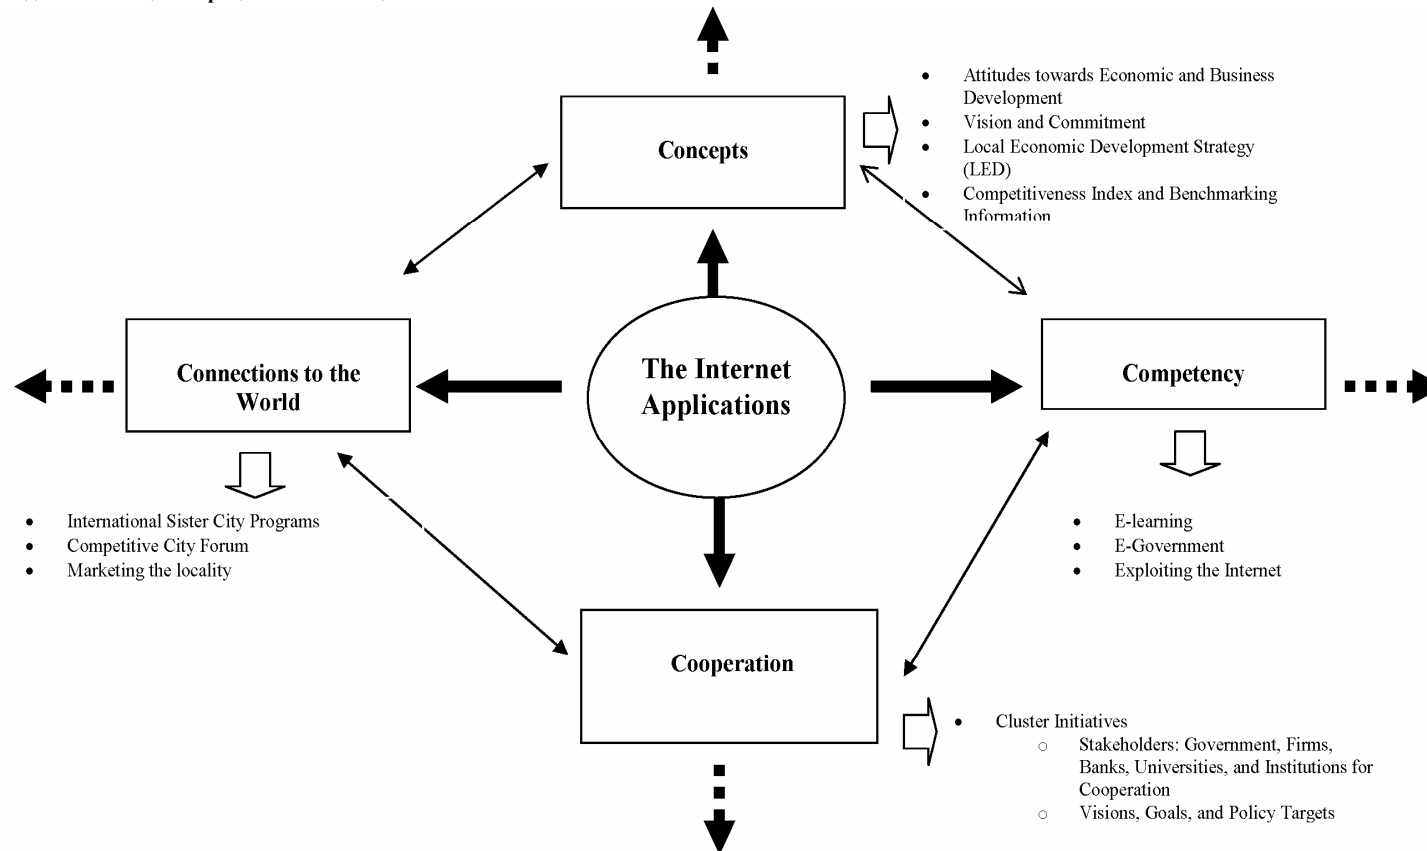 Concepts
• Attitudes towards Economic and Business
Development
• Vision and Commitment
• Local Economic Development Strategy
(LED)
• Competitiveness Index and Benchmarking
Information
The Internet
Applications
Connections to the
World
Competency
• International Sister City Programs
• Competitive City Forum
• Marketing the locality
• E-learning
• E-Government
• Exploiting the Internet
Cooperation
• Cluster Initiatives
○ Stakeholders: Government, Firms,
Banks, Universities, and Institutions for
Cooperation
○ Visions, Goals, and Policy Targets